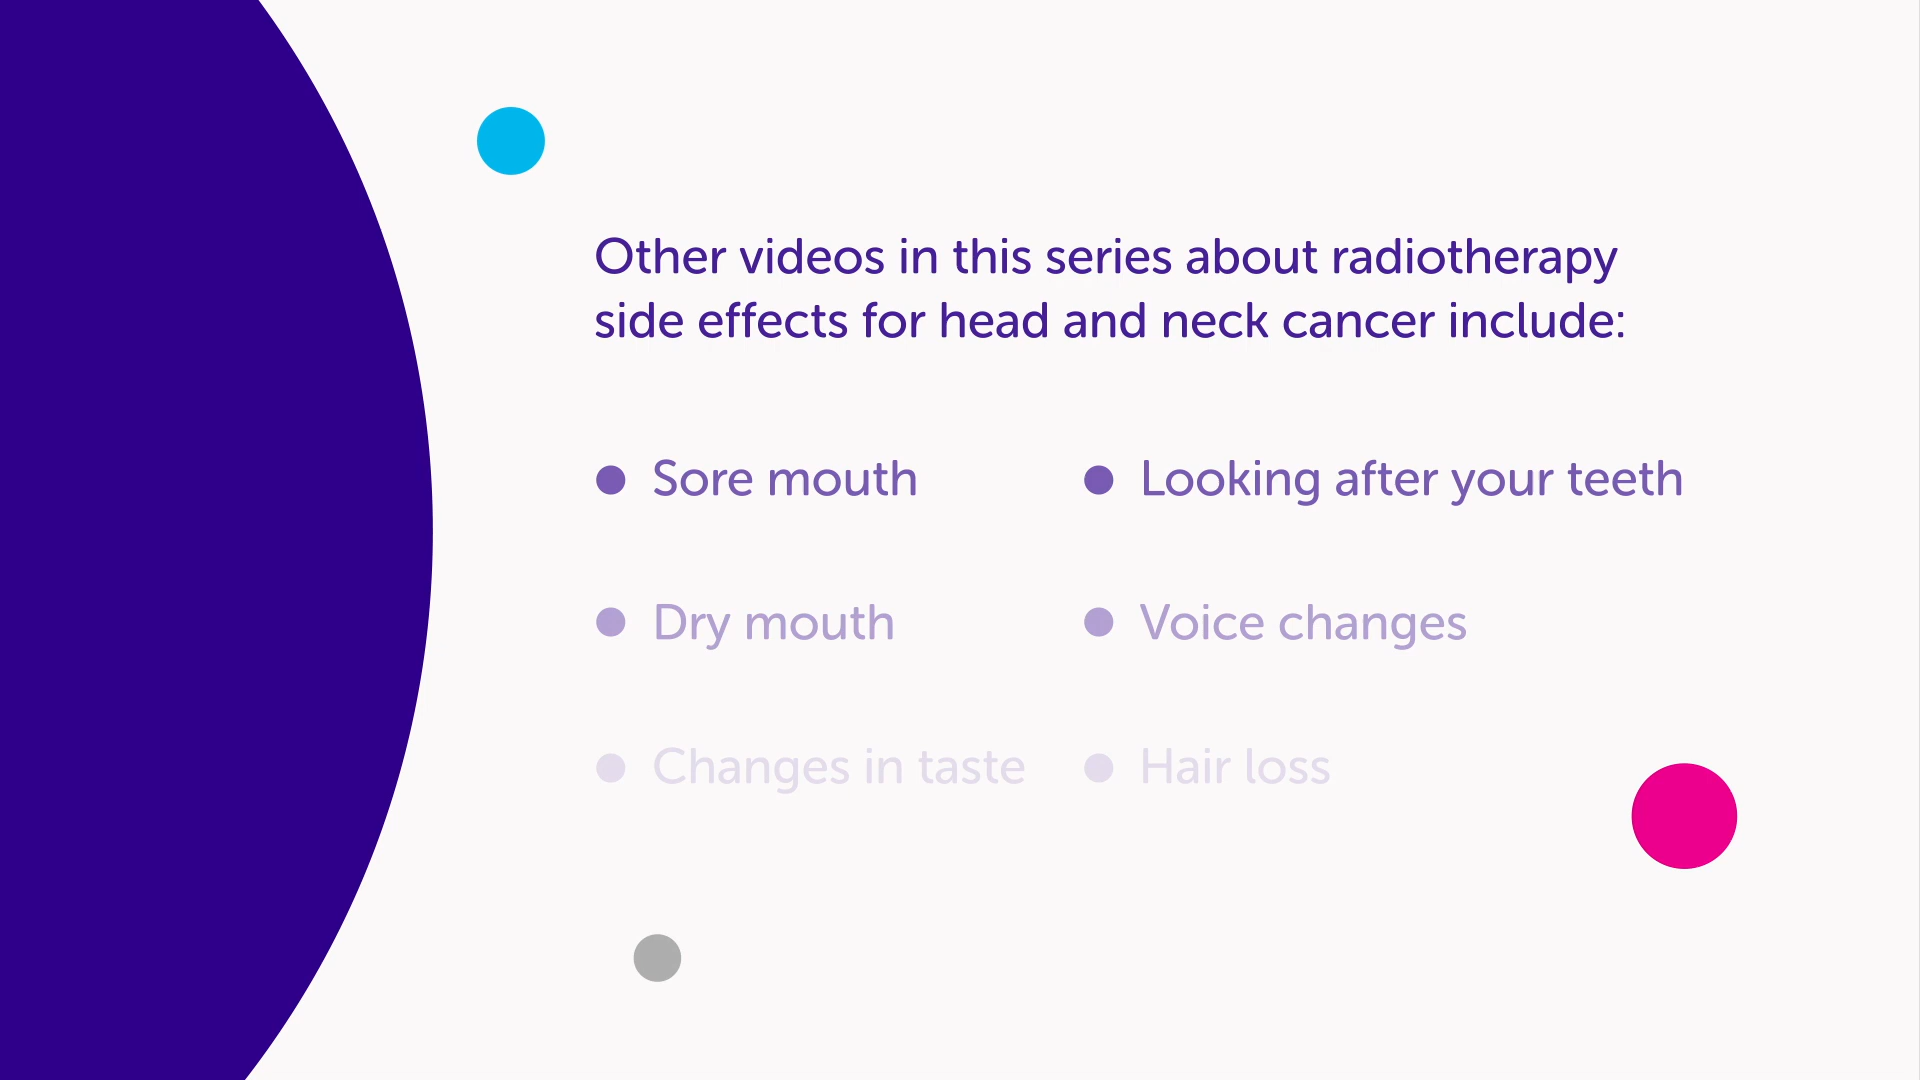 Other videos in this series about radiotherapy
side effects for head and neck cancer include:
Sore mouth
Looking after your teeth
Dry mouth
Voice changes
Changes in taste
Hair loss